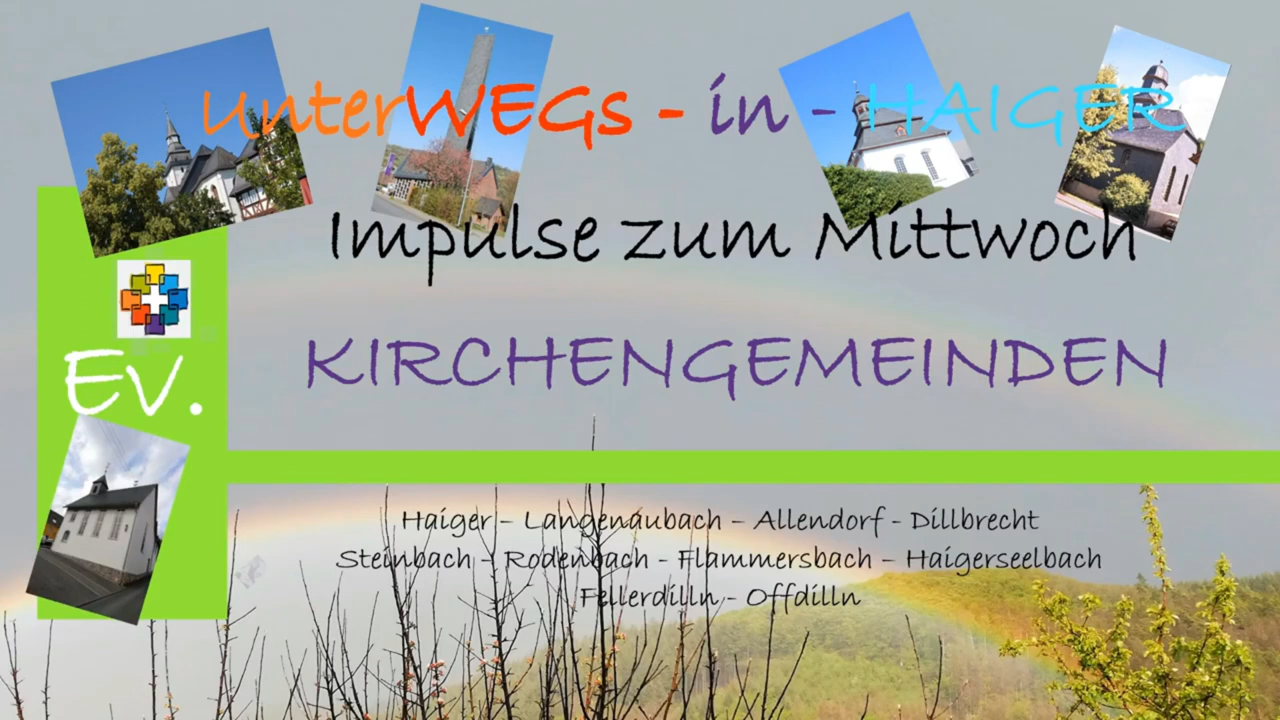 unterWEGs - in - HAIGER
Impulse zum Mittwoch
KIRCHENGEMEINDEN
Ev.
Haiger – Langenaubach – Allendorf - Dillbrecht
Steinbach – Rodenbach - Flammersbach – Haigerseelbach
Fellerdilln - Offdilln